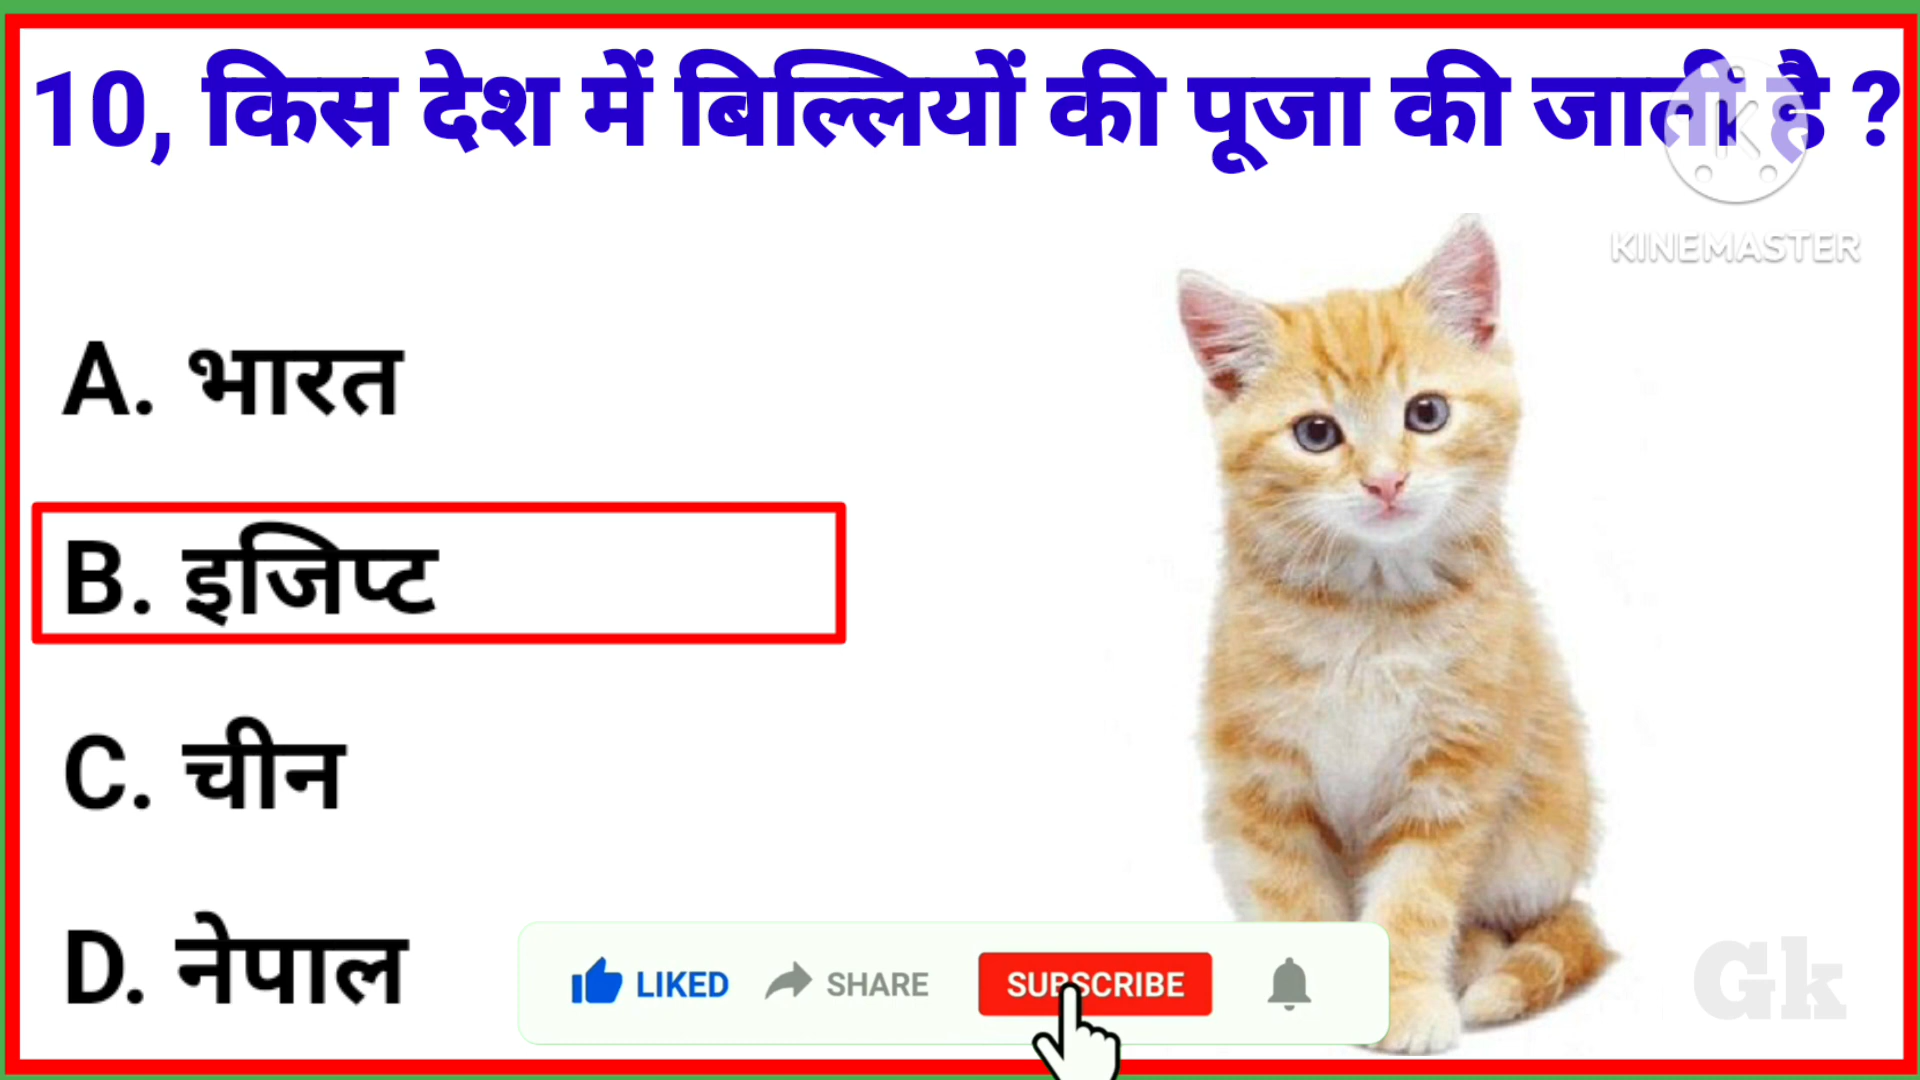 10, किस देश में बिल्लियों की पूजा की जाती है ?
KINEMASTER
A. भारत
B. इजिप्ट
C. चीन
D. नेपाल
LIKED SHARE SUBSCRIBE
Gk